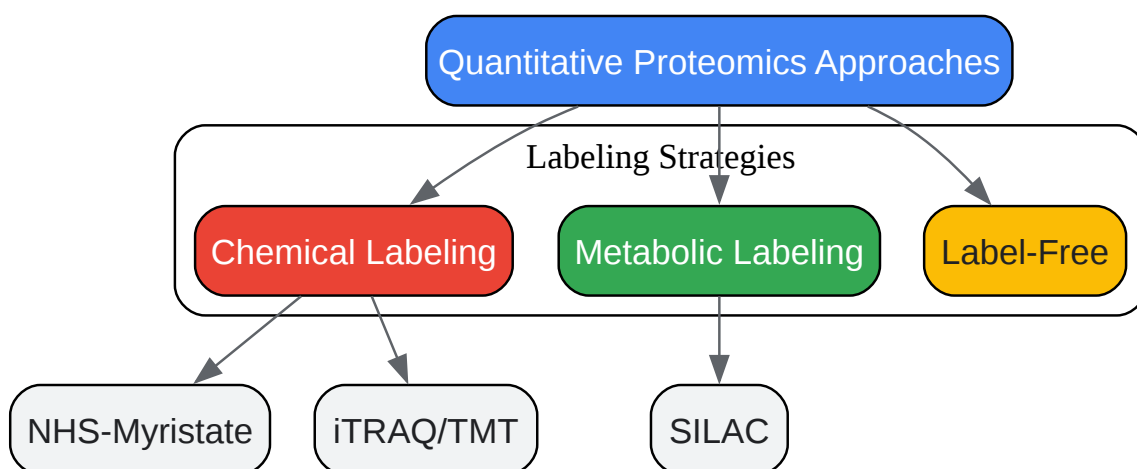 Quantitative Proteomics Approaches
Labeling Strategies
Chemical Labeling
Metabolic Labeling
Label-Free
NHS-Myristate
iTRAQ/TMT
SILAC